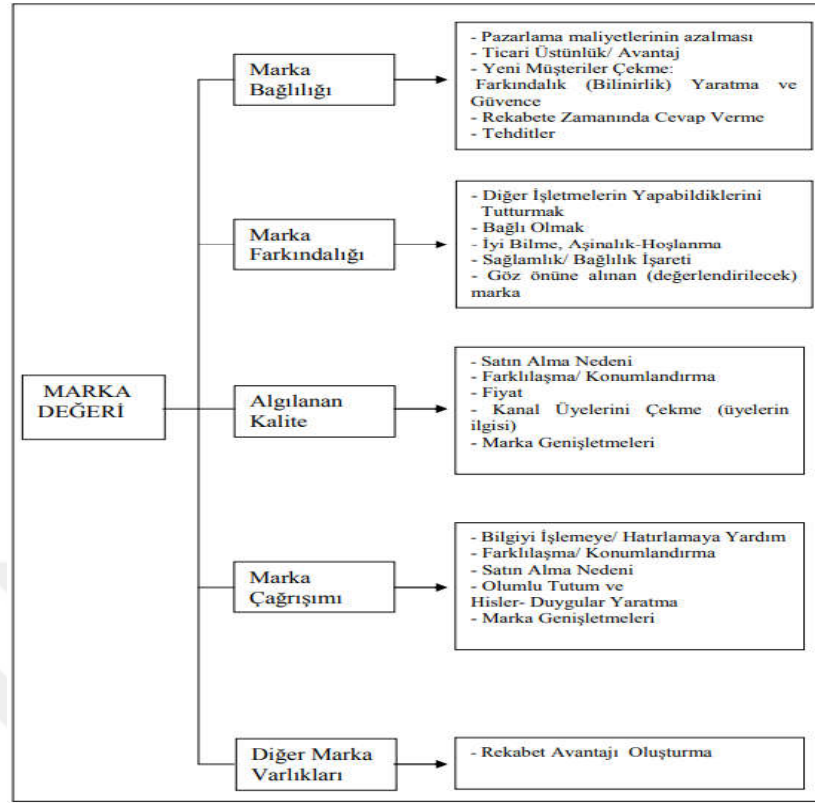 Marka
Bağlılığı
- Pazarlama maliyetlerinin azalması
- Ticari Üstünlük/ Avantaj
- Yeni Müşteriler Çekme:
Farkındalık (Bilinirlik) Yaratma ve
Güvence
- Rekabete Zamanında Cevap Verme
- Tehditler
Marka
Farkındalığı
- Diğer İşletmelerin Yapabildiklerini
Tutturmak
- Bağlı Olmak
- İyi Bilme, Aşinalık-Hoşlanma
- Sağlamlık/ Bağlılık İşareti
- Göz önüne alınan (değerlendirilecek)
marka
MARKA
DEĞERİ
Algılanan
Kalite
- Satın Alma Nedeni
- Farklılaşma/ Konumlandırma
- Fiyat
- Kanal Üyelerini Çekme (üyelerin
ilgisi)
- Marka Genişletmeleri
Marka
Çağrışımı
- Bilgiyi İşlemeye/ Hatırlamaya Yardım
- Farklılaşma/ Konumlandırma
- Satın Alma Nedeni
- Olumlu Tutum ve
Hisler- Duygular Yaratma
- Marka Genişletmeleri
Diğer Marka
Varlıkları
- Rekabet Avantajı Oluşturma